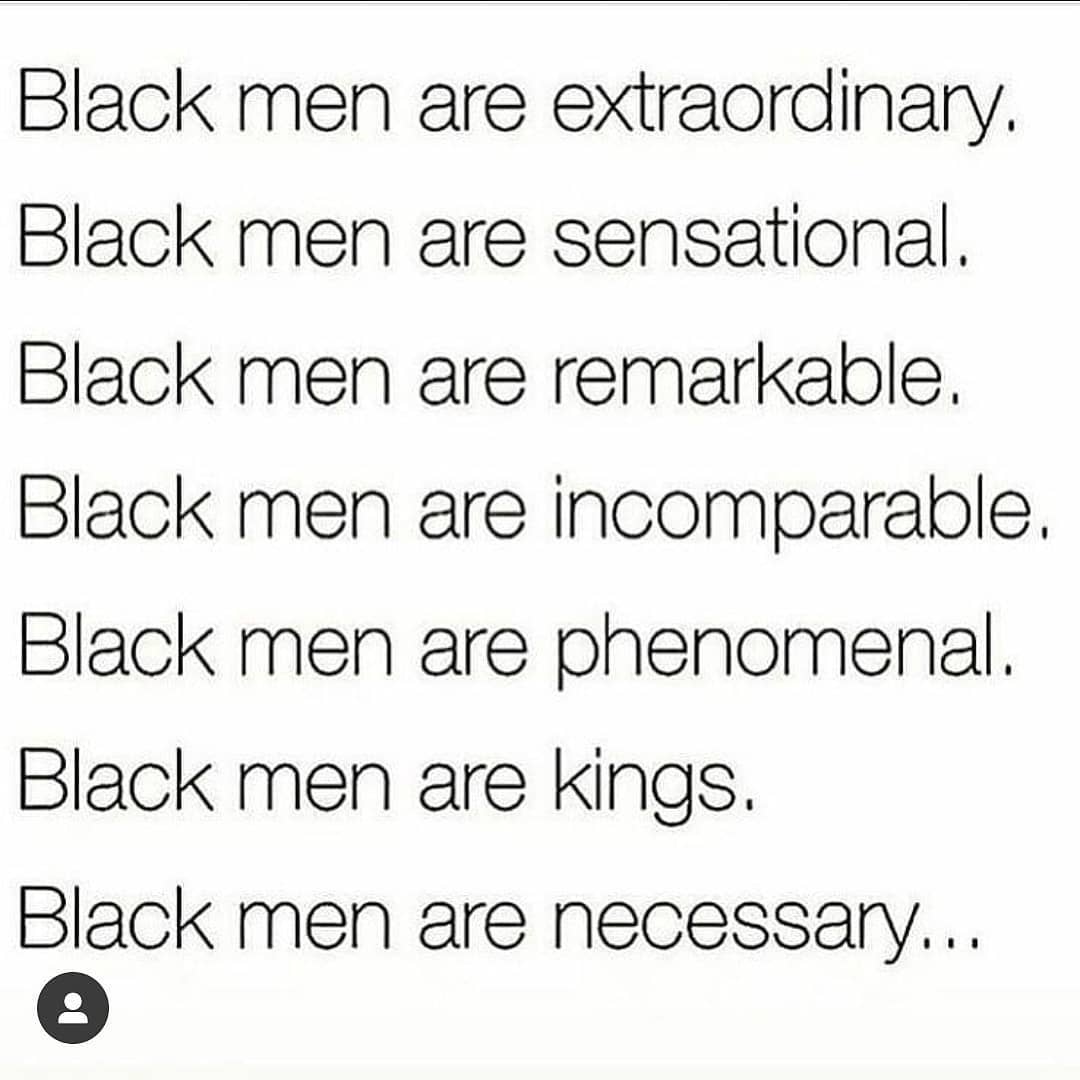 Black men are extraordinary.
Black men are sensational.
Black men are remarkable.
Black men are incomparable.
Black men are phenomenal.
Black men are kings.
Black men are necessary...